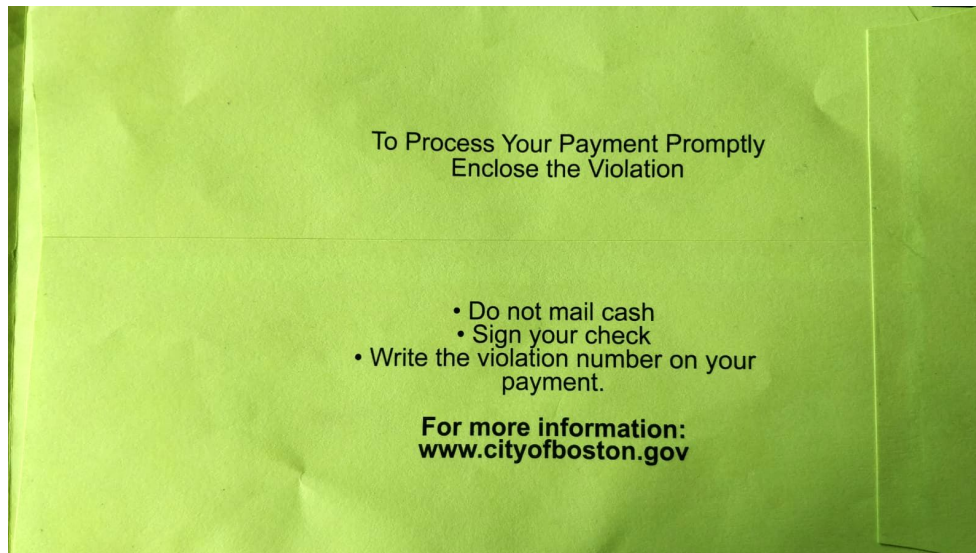 To Process Your Payment Promptly
Enclose the Violation
• Do not mail cash
• Sign your check
• Write the violation number on your
payment.
For more information:
www.cityofboston.gov